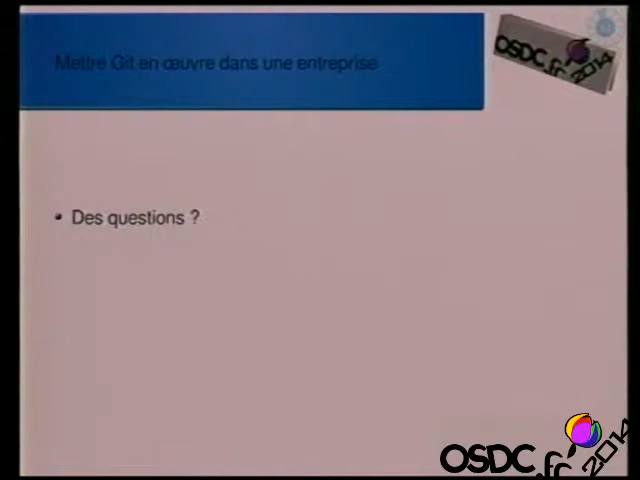 Mettre Git en œuvre dans une entreprise
OSDC.fr 2014
• Des questions ?
OSDC.fr 2014